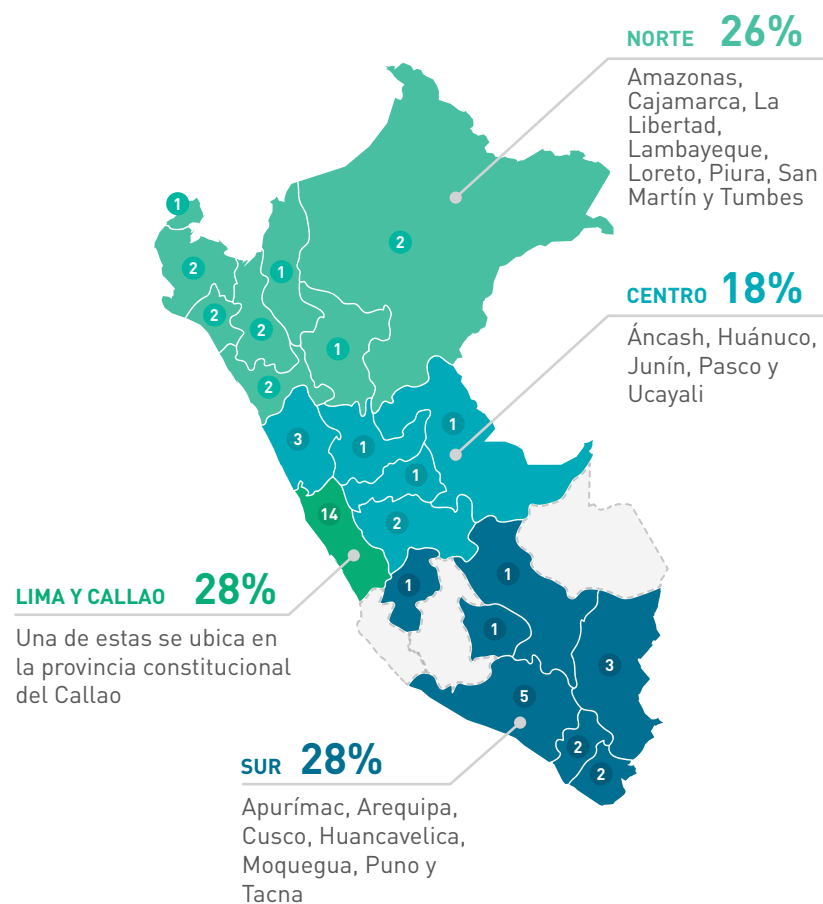 NORTE 26%
Amazonas,
Cajamarca, La
Libertad,
Lambayeque,
Loreto, Piura, San
Martín y Tumbes
1
2
2
1
2
2
1
2
CENTRO 18%
Áncash, Huánuco,
Junín, Pasco y
Ucayali
3
1
1
1
2
14
LIMA Y CALLAO 28%
Una de estas se ubica en
la provincia constitucional
del Callao
1
1
1
3
5
2
2
SUR 28%
Apurímac, Arequipa,
Cusco, Huancavelica,
Moquegua, Puno y
Tacna